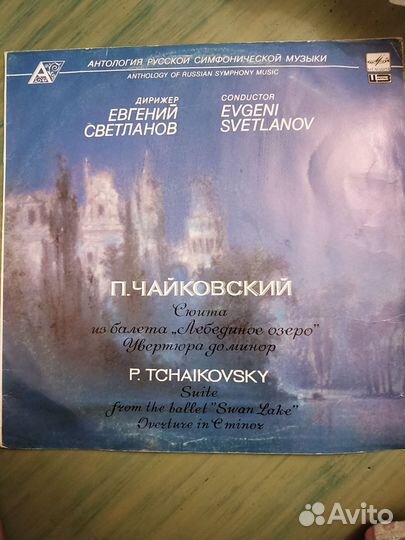 АНТОЛОГИЯ РУССКОЙ СИМФОНИЧЕСКОЙ МУЗЫКИ
ANTHOLOGY OF RUSSIAN SYMPHONY MUSIC
ДИРИЖЕР
ЕВГЕНИЙ
СВЕТЛАНОВ
CONDUCTOR
EVGENI
SVETLANOV
П. ЧАЙКОВСКИЙ
Сюита
из балета „Лебединое озеро"
Увертюра до минор
P. TCHAIKOVSKY
Suite
from the ballet "Swan Lake"
Overture in C minor
Avito